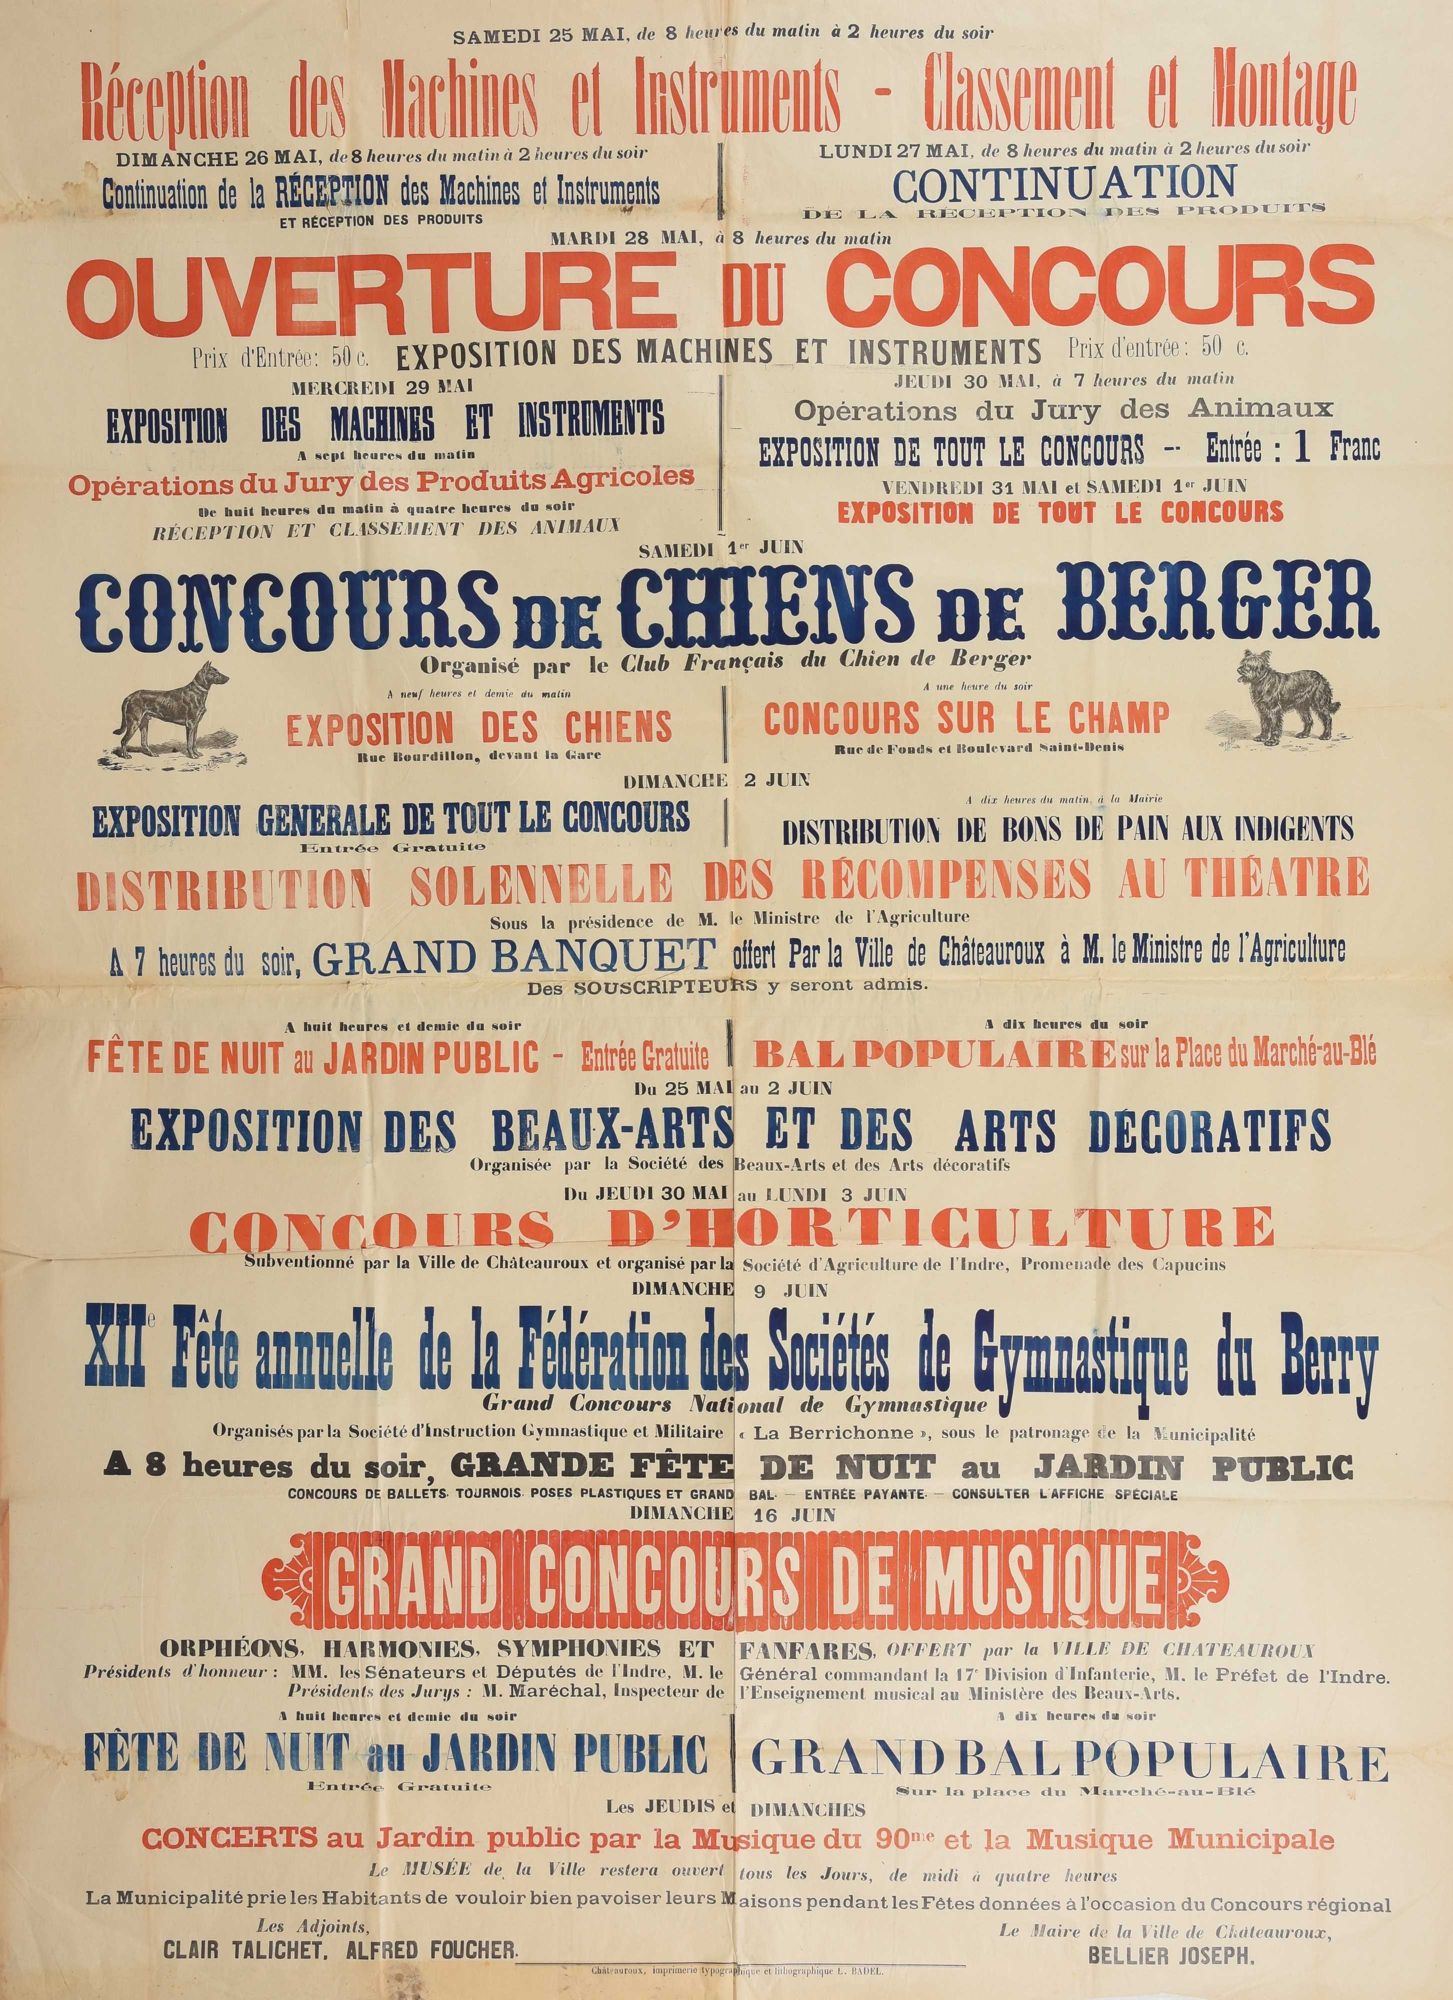 SAMEDI 25 MAI, de 8 heures du matin à 2 heures du soir
Réception des Machines et Instruments - Classement et Montage
DIMANCHE 26 MAI, de 8 heures du matin à 2 heures du soir
Continuation de la RÉCEPTION des Machines et Instruments
ET RÉCEPTION DES PRODUITS
LUNDI 27 MAI, de 8 heures du matin à 2 heures du soir
CONTINUATION
DE LA RÉCEPTION DES PRODUITS
MARDI 28 MAI, à 8 heures du matin
OUVERTURE DU CONCOURS
Prix d'Entrée: 50 c. EXPOSITION DES MACHINES ET INSTRUMENTS Prix d'entrée: 50 c.
MERCREDI 29 MAI
EXPOSITION DES MACHINES ET INSTRUMENTS
A sept heures du matin
Opérations du Jury des Produits Agricoles
De huit heures du matin à quatre heures du soir
RÉCEPTION ET CLASSEMENT DES ANIMAUX
JEUDI 30 MAI, à 7 heures du matin
Opérations du Jury des Animaux
EXPOSITION DE TOUT LE CONCOURS -- Entrée : 1 Franc
VENDREDI 31 MAI et SAMEDI 1er JUIN
EXPOSITION DE TOUT LE CONCOURS
SAMEDI 1er JUIN
CONCOURS DE CHIENS DE BERGER
Organisé par le Club Français du Chien de Berger
A neuf heures et demie du matin
EXPOSITION DES CHIENS
Rue Bourdillon, devant la Gare
A une heure du soir
CONCOURS SUR LE CHAMP
Rue de Fonds et Boulevard Saint-Denis
DIMANCHE 2 JUIN
EXPOSITION GENERALE DE TOUT LE CONCOURS
Entrée Gratuite
A dix heures du matin, à la Mairie
DISTRIBUTION DE BONS DE PAIN AUX INDIGENTS
DISTRIBUTION SOLENNELLE DES RÉCOMPENSES AU THÉATRE
Sous la présidence de M. le Ministre de l'Agriculture
A 7 heures du soir, GRAND BANQUET offert Par la Ville de Châteauroux à M. le Ministre de l'Agriculture
Des SOUSCRIPTEURS y seront admis.
A huit heures et demie du soir
FÊTE DE NUIT au JARDIN PUBLIC - Entrée Gratuite
A dix heures du soir
BAL POPULAIRE sur la Place du Marché-au-Blé
Du 25 MAI au 2 JUIN
EXPOSITION DES BEAUX-ARTS ET DES ARTS DÉCORATIFS
Organisée par la Société des Beaux-Arts et des Arts décoratifs
Du JEUDI 30 MAI au LUNDI 3 JUIN
CONCOURS D'HORTICULTURE
Subventionné par la Ville de Châteauroux et organisé par la Société d'Agriculture de l'Indre, Promenade des Capucins
DIMANCHE 9 JUIN
XIIe Fête annuelle de la Fédération des Sociétés de Gymnastique du Berry
Grand Concours National de Gymnastique
Organisés par la Société d'Instruction Gymnastique et Militaire « La Berrichonne », sous le patronage de la Municipalité
A 8 heures du soir, GRANDE FÊTE DE NUIT au JARDIN PUBLIC
CONCOURS DE BALLETS. TOURNOIS. POSES PLASTIQUES ET GRAND BAL. — ENTRÉE PAYANTE. — CONSULTER L'AFFICHE SPÉCIALE
DIMANCHE 16 JUIN
GRAND CONCOURS DE MUSIQUE
ORPHÉONS, HARMONIES, SYMPHONIES ET FANFARES, OFFERT par la VILLE DE CHATEAUROUX
Présidents d'honneur : MM. les Sénateurs et Députés de l'Indre, M. le Général commandant la 17e Division d'Infanterie, M. le Préfet de l'Indre.
Présidents des Jurys : M. Maréchal, Inspecteur de l'Enseignement musical au Ministère des Beaux-Arts.
A huit heures et demie du soir
FÊTE DE NUIT au JARDIN PUBLIC
Entrée Gratuite
A dix heures du soir
GRAND BAL POPULAIRE
Sur la place du Marché-au-Blé
Les JEUDIS et DIMANCHES
CONCERTS au Jardin public par la Musique du 90me et la Musique Municipale
Le MUSÉE de la Ville restera ouvert tous les Jours, de midi à quatre heures
La Municipalité prie les Habitants de vouloir bien pavoiser leurs Maisons pendant les Fêtes données à l'occasion du Concours régional
Les Adjoints,
CLAIR TALICHET. ALFRED FOUCHER.
Le Maire de la Ville de Châteauroux,
BELLIER JOSEPH.
Châteauroux, imprimerie typographique et lithographique L. BADEL.